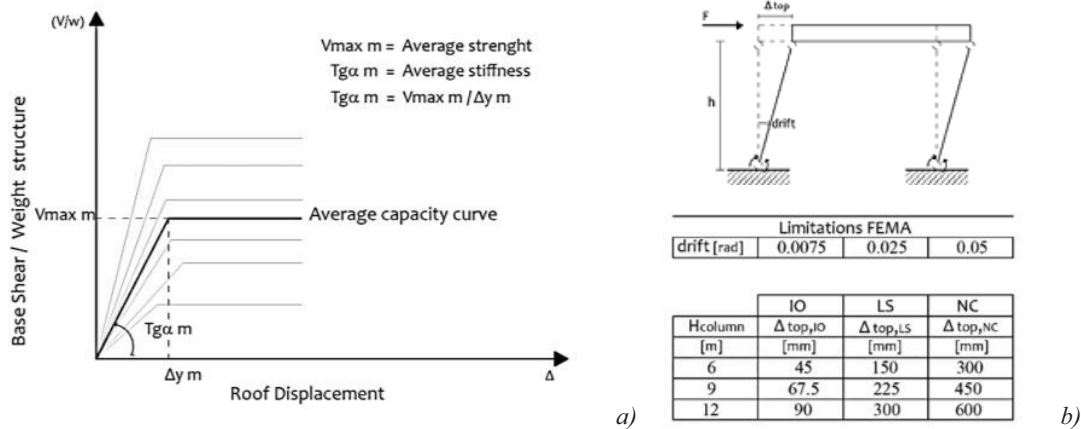 (V/w)
Vmax m = Average strenght
Tgα m = Average stiffness
Tgα m = Vmax m / Δy m
Base Shear / Weight structure
Vmax m
Average capacity curve
Tgα m
Δy m
Δ
Roof Displacement
a)
F
Δ top
h
drift
Limitations FEMA
drift [rad] 0.0075 0.025 0.05
IO LS NC
Hcolumn Δ top,IO Δ top,LS Δ top,NC
[m] [mm] [mm] [mm]
6 45 150 300
9 67.5 225 450
12 90 300 600
b)